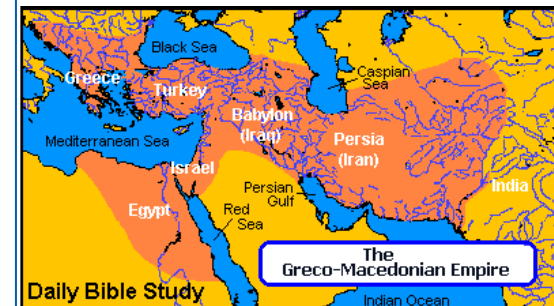 Black Sea
Greece
Turkey
Caspian
Sea
Babylon
(Iraq)
Mediterranean Sea
Persia
(Iran)
Israel
India
Persian
Gulf
Egypt
Red
Sea
The
Greco-Macedonian Empire
Daily Bible Study
Indian Ocean